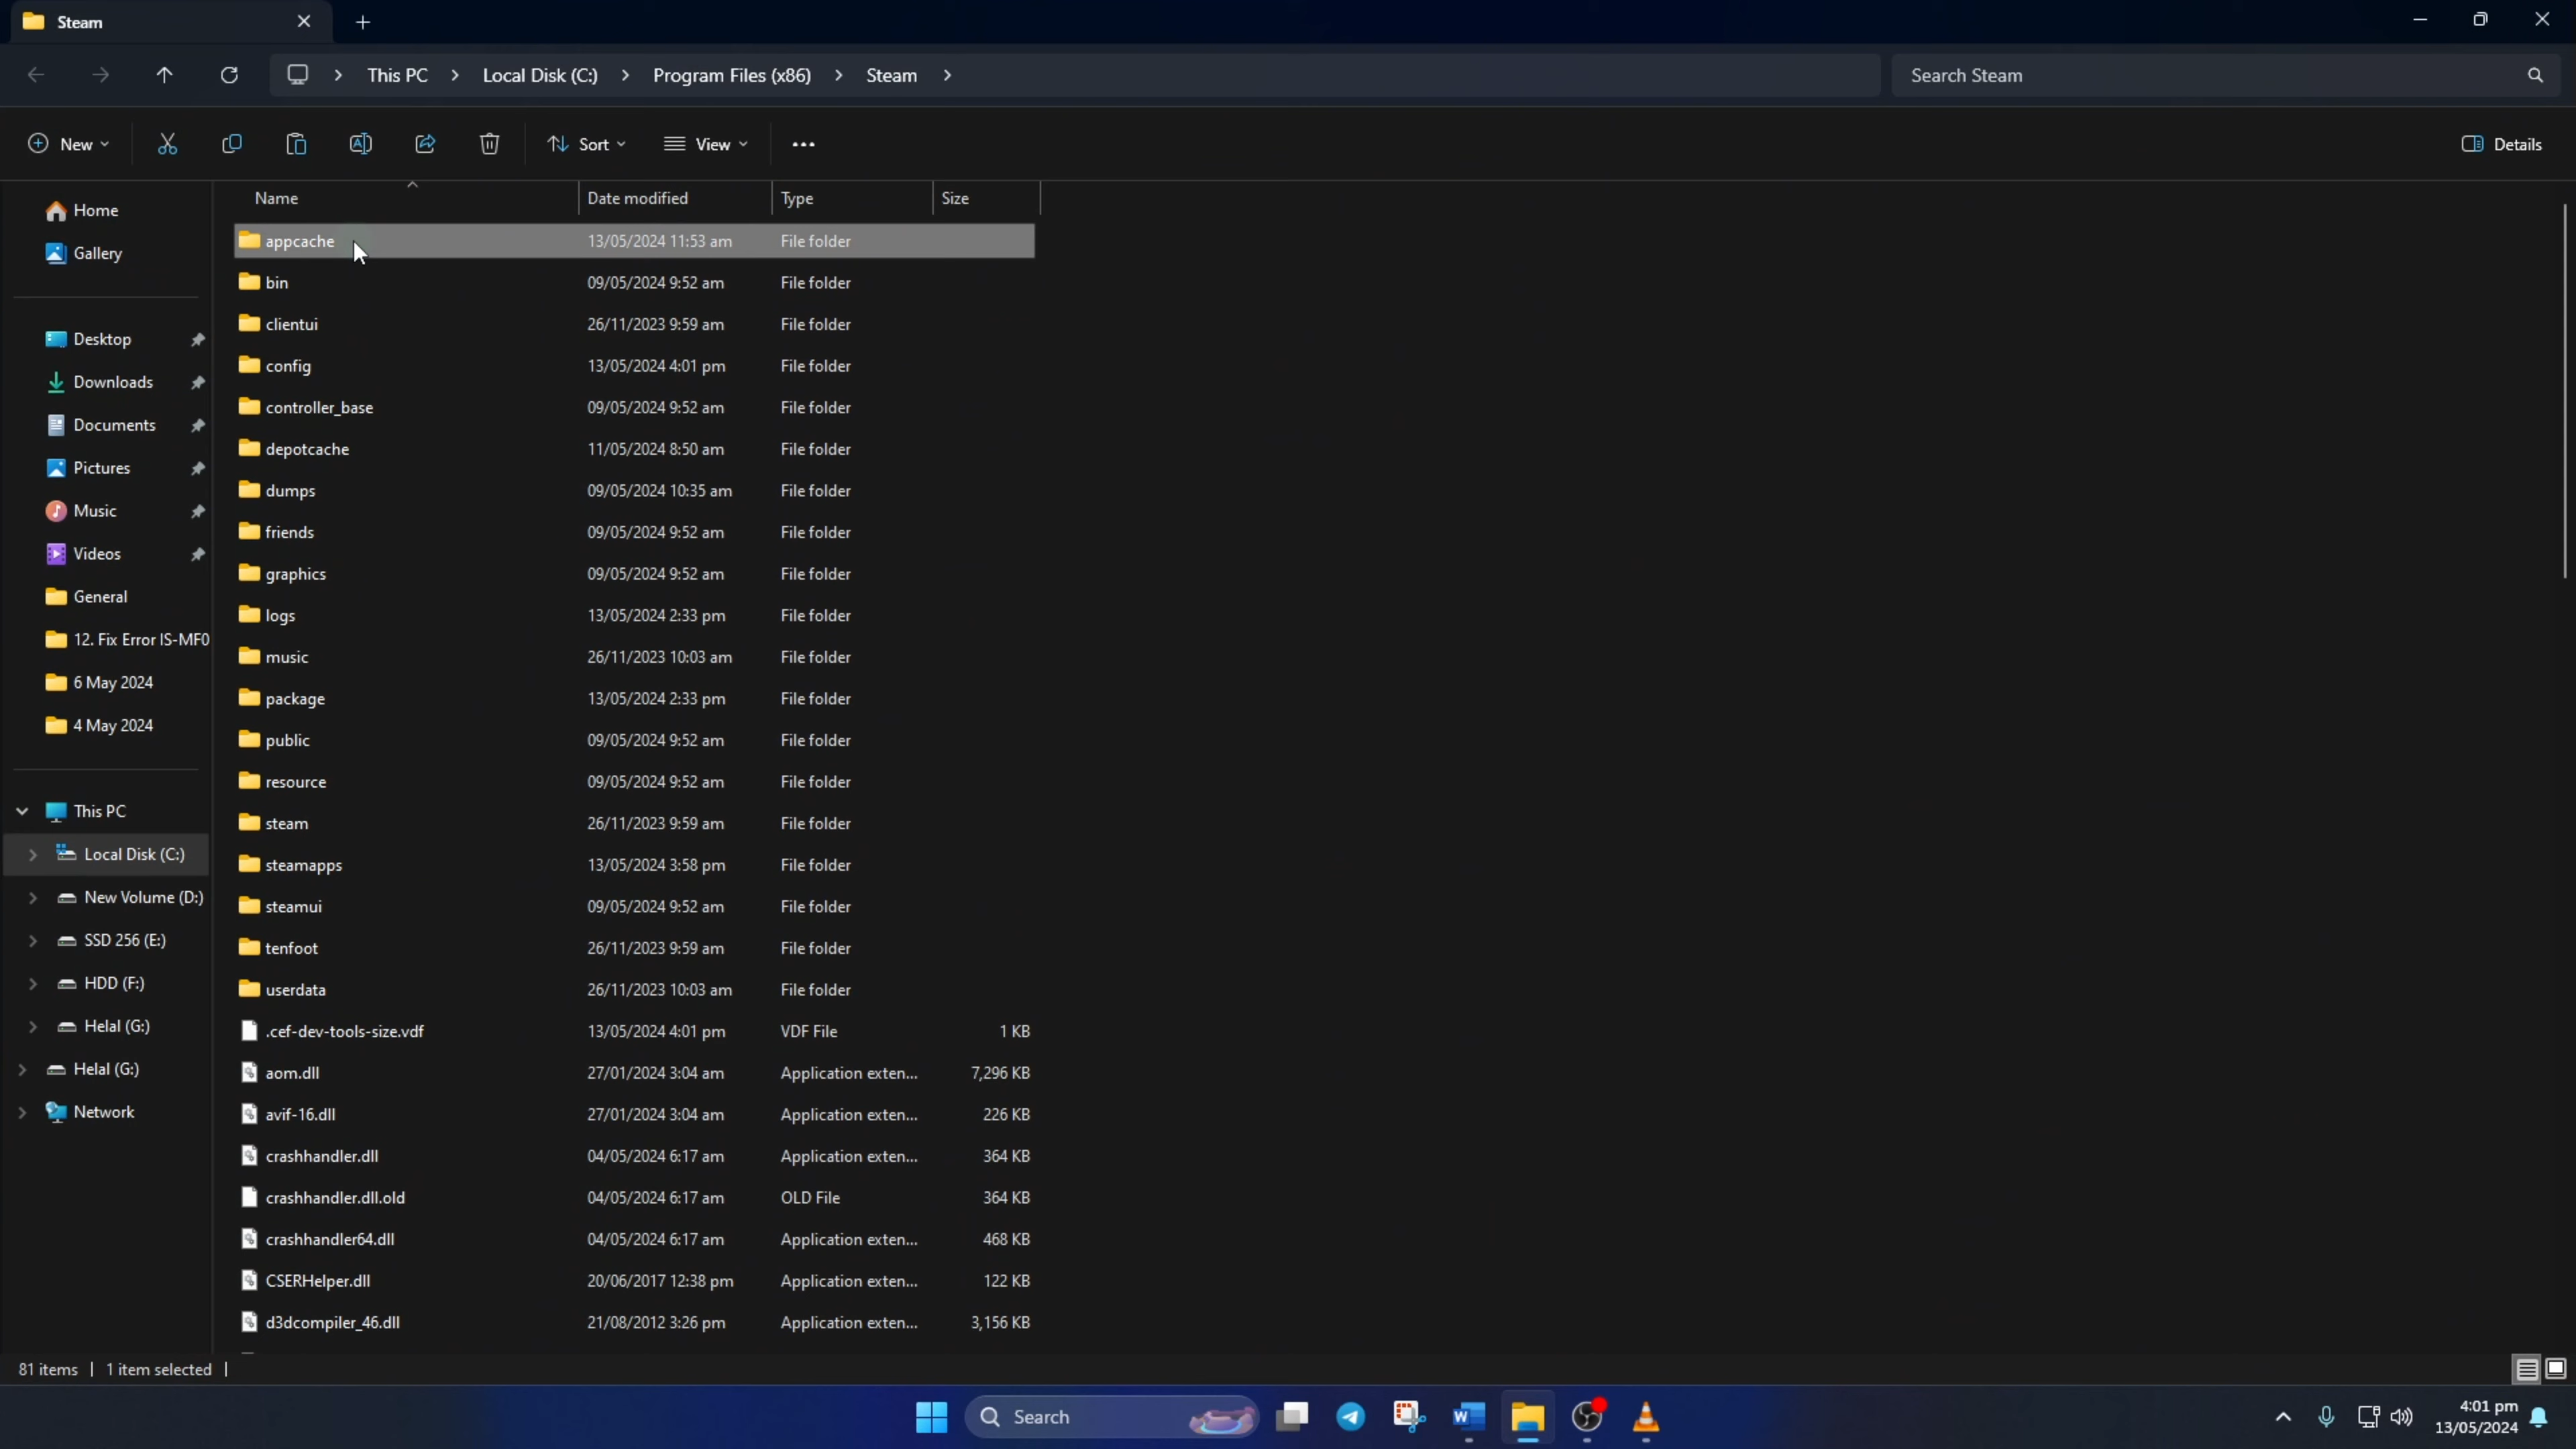 Steam
This PC Local Disk (C:) Program Files (x86) Steam
Search Steam
New Sort View Details
Name Date modified Type Size
Home
Gallery
Desktop
Downloads
Documents
Pictures
Music
Videos
General
12. Fix Error IS-MF0
6 May 2024
4 May 2024
This PC
Local Disk (C:)
New Volume (D:)
SSD 256 (E:)
HDD (F:)
Helal (G:)
Helal (G:)
Network
appcache 13/05/2024 11:53 am File folder
bin 09/05/2024 9:52 am File folder
clientui 26/11/2023 9:59 am File folder
config 13/05/2024 4:01 pm File folder
controller_base 09/05/2024 9:52 am File folder
depotcache 11/05/2024 8:50 am File folder
dumps 09/05/2024 10:35 am File folder
friends 09/05/2024 9:52 am File folder
graphics 09/05/2024 9:52 am File folder
logs 13/05/2024 2:33 pm File folder
music 26/11/2023 10:03 am File folder
package 13/05/2024 2:33 pm File folder
public 09/05/2024 9:52 am File folder
resource 09/05/2024 9:52 am File folder
steam 26/11/2023 9:59 am File folder
steamapps 13/05/2024 3:58 pm File folder
steamui 09/05/2024 9:52 am File folder
tenfoot 26/11/2023 9:59 am File folder
userdata 26/11/2023 10:03 am File folder
.cef-dev-tools-size.vdf 13/05/2024 4:01 pm VDF File 1 KB
aom.dll 27/01/2024 3:04 am Application exten... 7,296 KB
avif-16.dll 27/01/2024 3:04 am Application exten... 226 KB
crashhandler.dll 04/05/2024 6:17 am Application exten... 364 KB
crashhandler.dll.old 04/05/2024 6:17 am OLD File 364 KB
crashhandler64.dll 04/05/2024 6:17 am Application exten... 468 KB
CSERHelper.dll 20/06/2017 12:38 pm Application exten... 122 KB
d3dcompiler_46.dll 21/08/2012 3:26 pm Application exten... 3,156 KB
81 items 1 item selected
Search
4:01 pm
13/05/2024